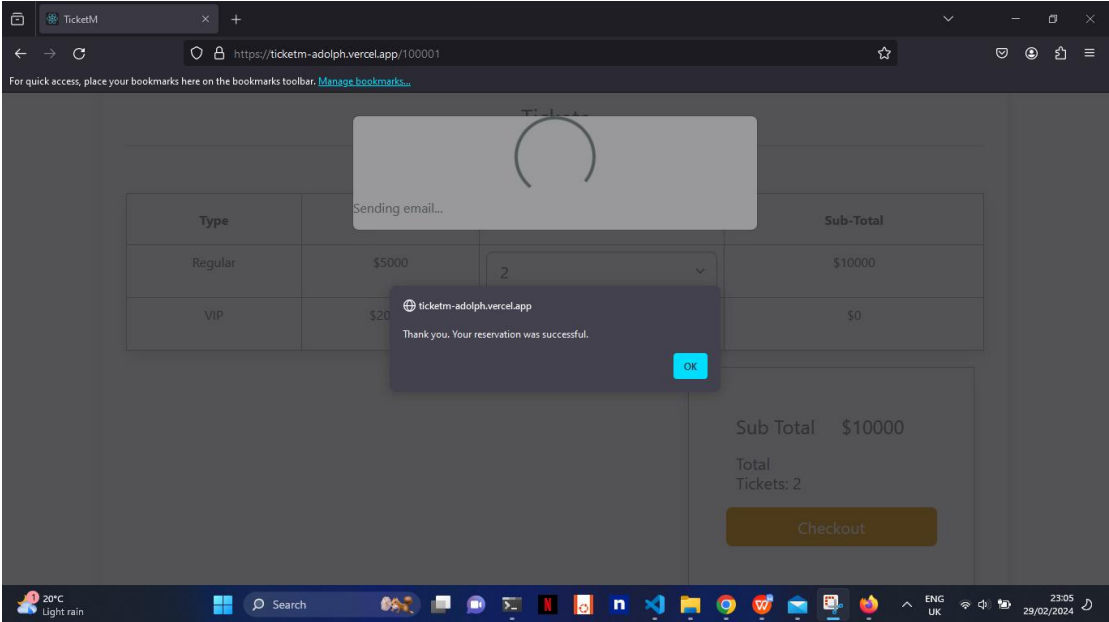 TicketM
https://ticketm-adolph.vercel.app/100001
For quick access, place your bookmarks here on the bookmarks toolbar. Manage bookmarks...
Tickets
Sending email...
Type
Sub-Total
Regular
$5000
2
$10000
VIP
$20
$0
ticketm-adolph.vercel.app
Thank you. Your reservation was successful.
OK
Sub Total $10000
Total
Tickets: 2
Checkout
1
20°C
Light rain
Search
N
n
ENG
UK
23:05
29/02/2024